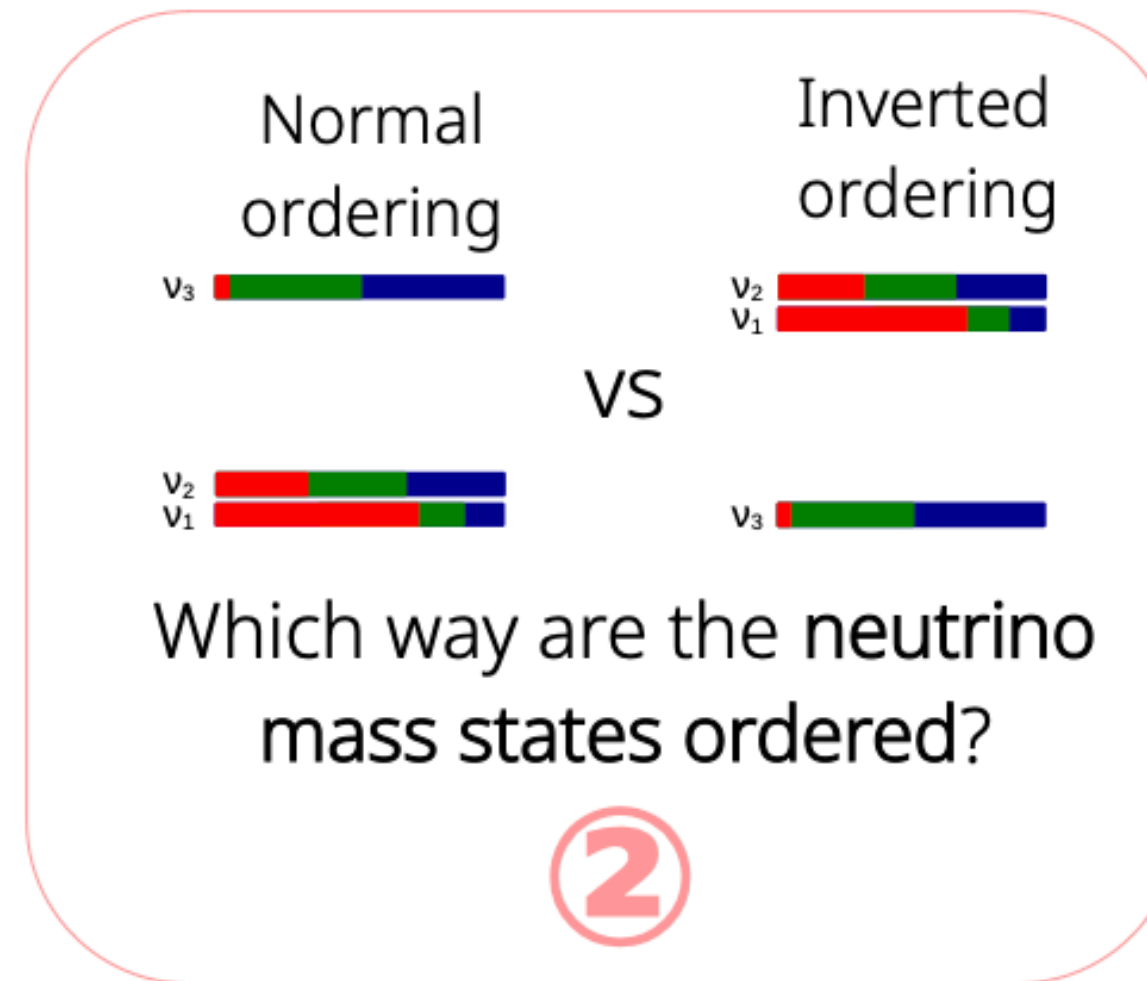 Normal
ordering
ν₃
ν₂
ν₁
Inverted
ordering
ν₂
ν₁
ν₃
vs
Which way are the neutrino
mass states ordered?
②